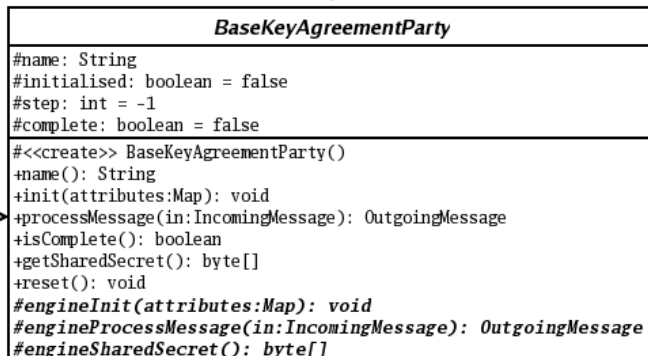 BaseKeyAgreementParty
#name: String
#initialised: boolean = false
#step: int = -1
#complete: boolean = false
#<<create>> BaseKeyAgreementParty()
+name(): String
+init(attributes:Map): void
+processMessage(in:IncomingMessage): OutgoingMessage
+isComplete(): boolean
+getSharedSecret(): byte[]
+reset(): void
#engineInit(attributes:Map): void
#engineProcessMessage(in:IncomingMessage): OutgoingMessage
#engineSharedSecret(): byte[]